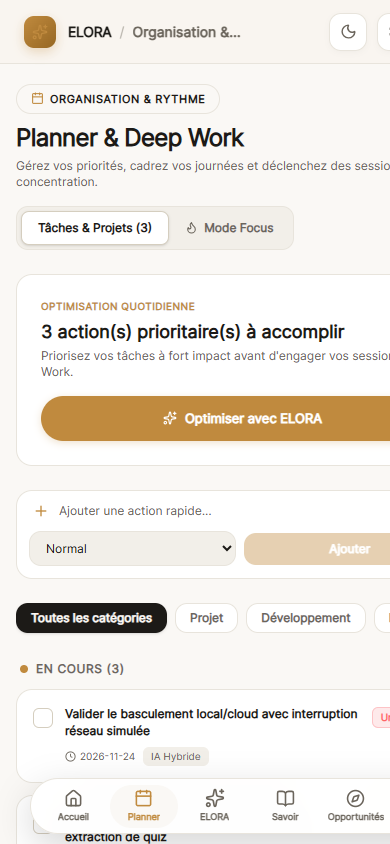 ELORA / Organisation &...
ORGANISATION & RYTHME
Planner & Deep Work
Gérez vos priorités, cadrez vos journées et déclenchez des
concentration.
Tâches & Projets (3) Mode Focus
OPTIMISATION QUOTIDIENNE
3 action(s) prioritaire(s) à accomplir
Priorisez vos tâches à fort impact avant d'engager vos
Work.
Optimiser avec ELORA
Ajouter une action rapide...
Normal Ajouter
Toutes les catégories Projet Développement
EN COURS (3)
Valider le basculement local/cloud avec interruption
réseau simulée
2026-11-24 IA Hybride
extraction de quiz
Accueil Planner ELORA Savoir Opportunités